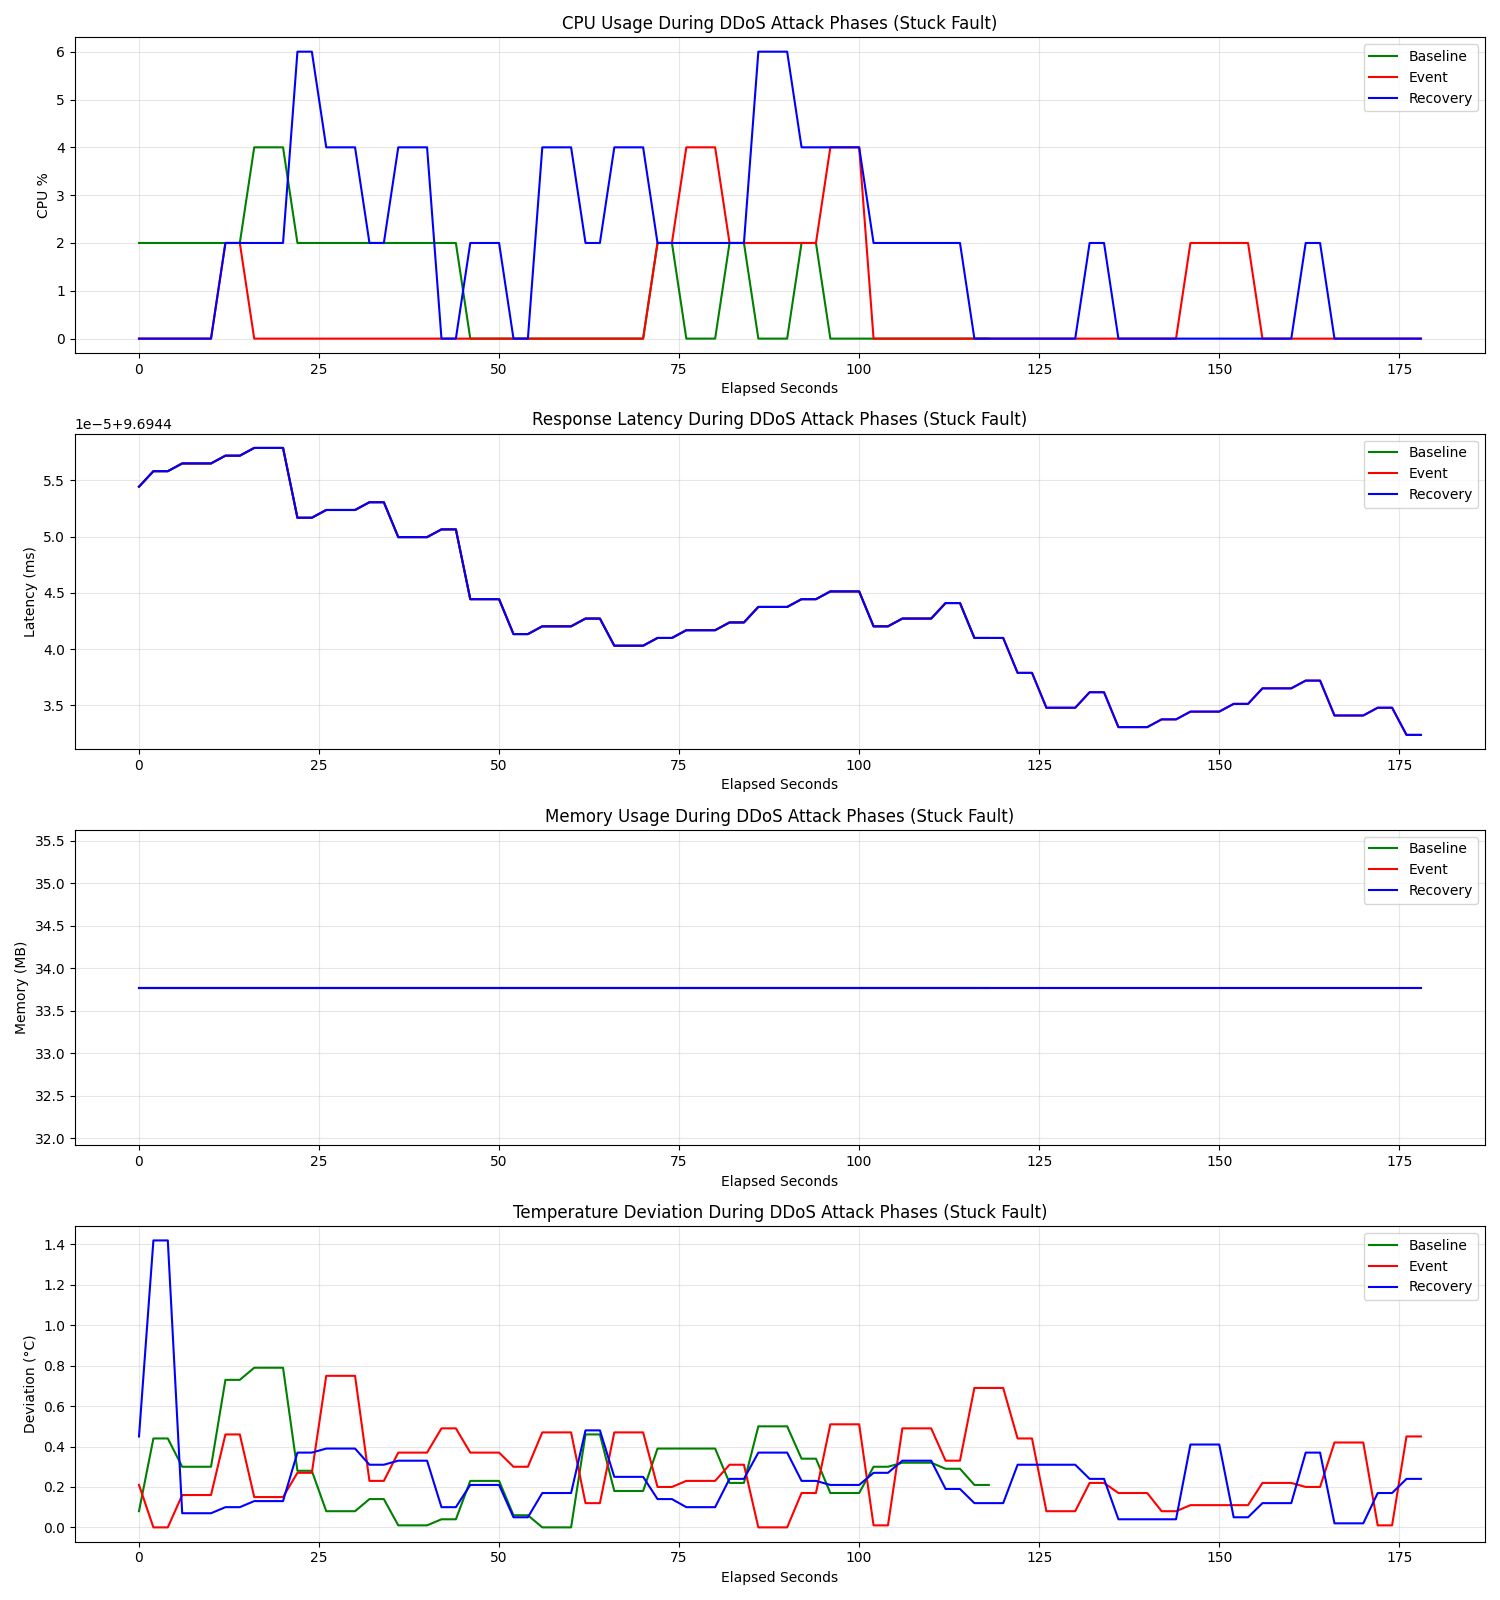 CPU Usage During DDoS Attack Phases (Stuck Fault)
6
5
4
3
2
1
0
CPU %
Baseline
Event
Recovery
0 25 50 75 100 125 150 175
Elapsed Seconds
Response Latency During DDoS Attack Phases (Stuck Fault)
1e−5+9.6944
5.5
5.0
4.5
4.0
3.5
Latency (ms)
Baseline
Event
Recovery
0 25 50 75 100 125 150 175
Elapsed Seconds
Memory Usage During DDoS Attack Phases (Stuck Fault)
35.5
35.0
34.5
34.0
33.5
33.0
32.5
32.0
Memory (MB)
Baseline
Event
Recovery
0 25 50 75 100 125 150 175
Elapsed Seconds
Temperature Deviation During DDoS Attack Phases (Stuck Fault)
1.4
1.2
1.0
0.8
0.6
0.4
0.2
0.0
Deviation (°C)
Baseline
Event
Recovery
0 25 50 75 100 125 150 175
Elapsed Seconds